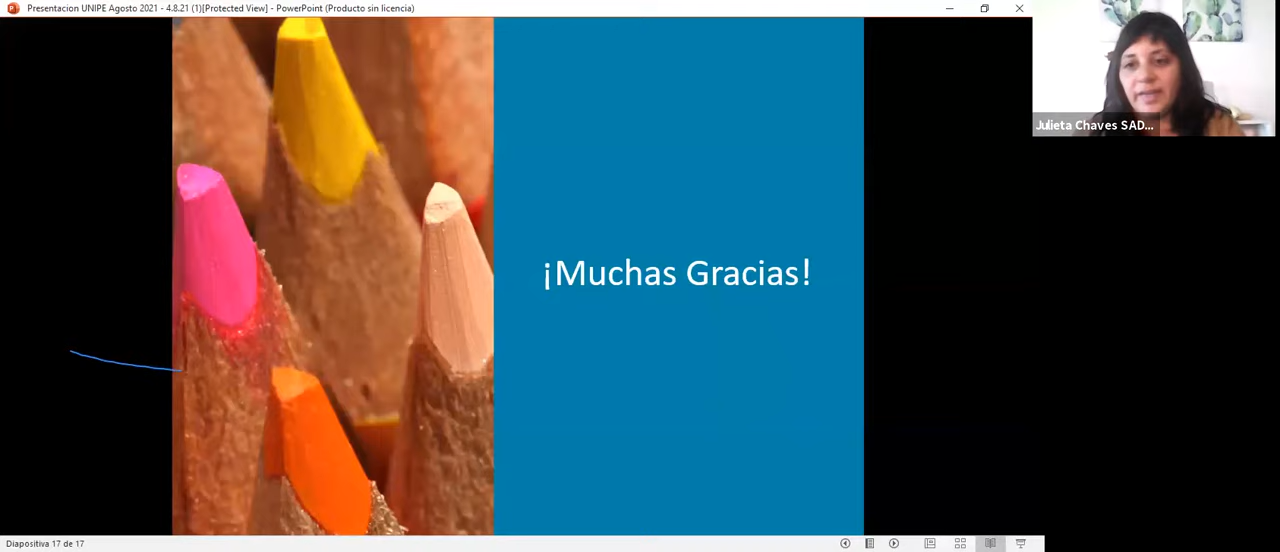 Presentacion UNIPE Agosto 2021 - 4.8.21 (1)[Protected View] - PowerPoint (Producto sin licencia)
Julieta Chaves SAD...
¡Muchas Gracias!
Diapositiva 17 de 17